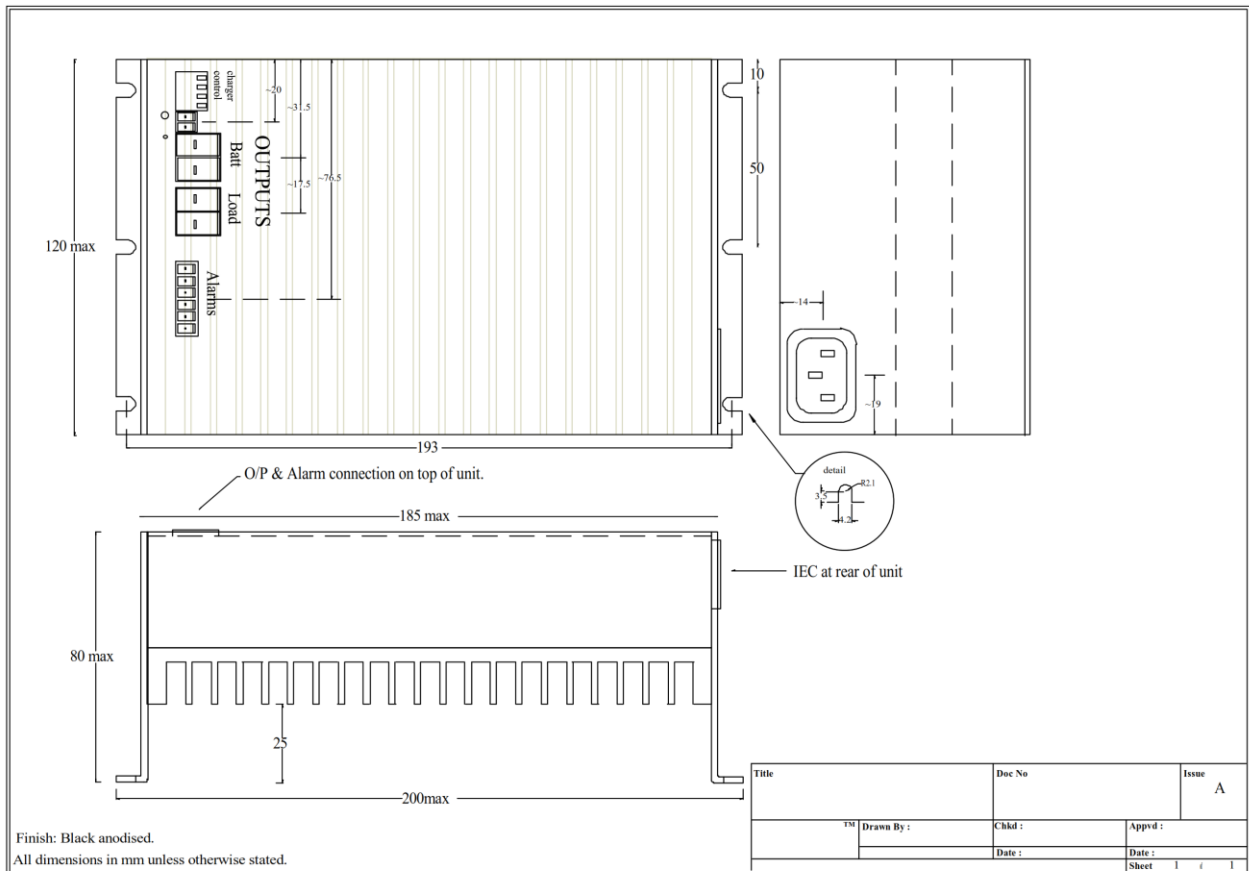 charger
control
~20
~31.5
~17.5
~76.5
OUTPUTS
Batt
Load
Alarms
120 max
10
50
193
~14
~19
detail
R2.1
3.5
4.2
O/P & Alarm connection on top of unit.
185 max
IEC at rear of unit
80 max
25
200max
Finish: Black anodised.
All dimensions in mm unless otherwise stated.
Title
Doc No
Issue
A
TM
Drawn By :
Chkd :
Appvd :
Date :
Date :
Sheet 1 1